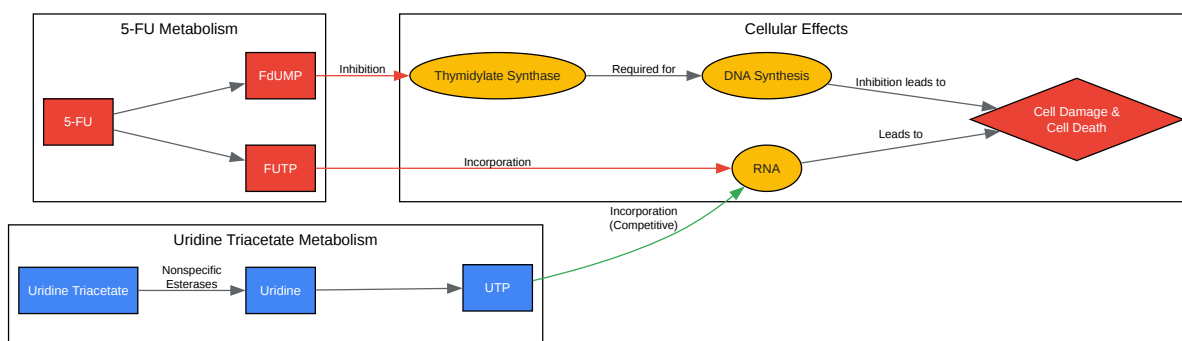 5-FU Metabolism
Cellular Effects
FdUMP
Inhibition
Thymidylate Synthase
Required for
DNA Synthesis
Inhibition leads to
5-FU
Cell Damage &
Cell Death
Leads to
FUTP
Incorporation
RNA
Incorporation
(Competitive)
Uridine Triacetate Metabolism
Uridine Triacetate
Nonspecific
Esterases
Uridine
UTP